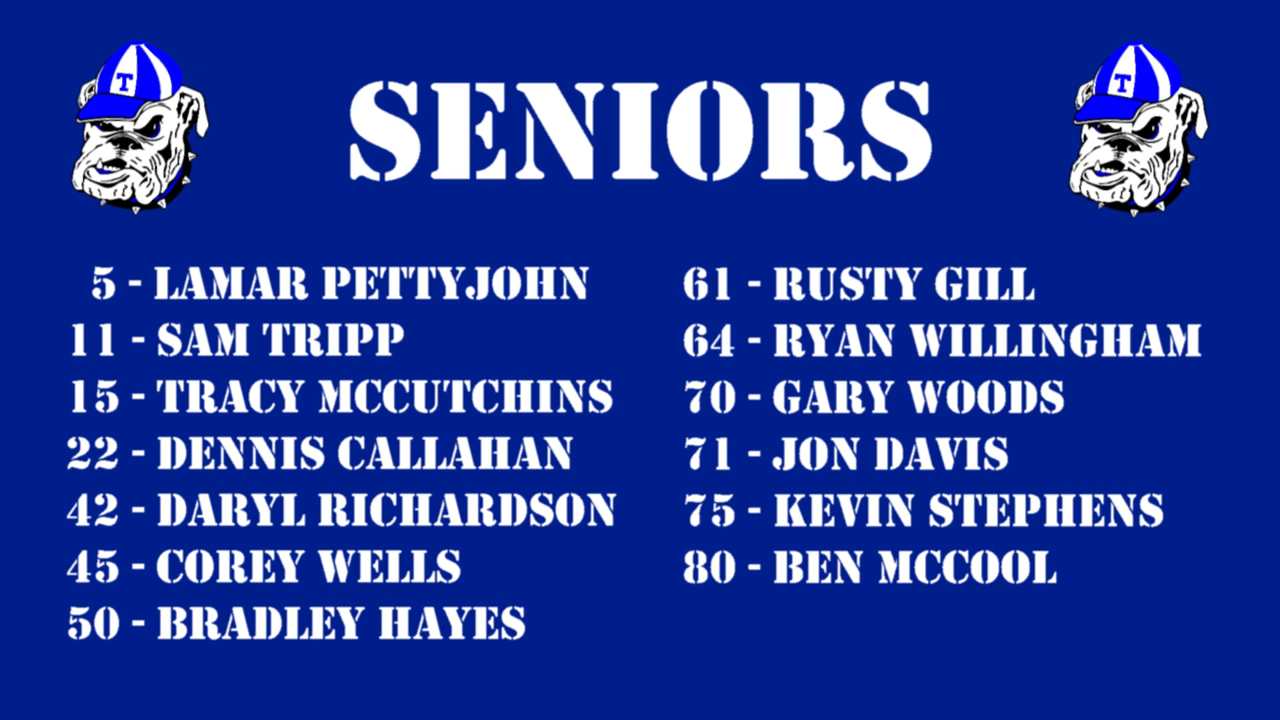 T
T
SENIORS
5 - LAMAR PETTYJOHN
11 - SAM TRIPP
15 - TRACY MCCUTCHINS
22 - DENNIS CALLAHAN
42 - DARYL RICHARDSON
45 - COREY WELLS
50 - BRADLEY HAYES
61 - RUSTY GILL
64 - RYAN WILLINGHAM
70 - GARY WOODS
71 - JON DAVIS
75 - KEVIN STEPHENS
80 - BEN MCCOOL